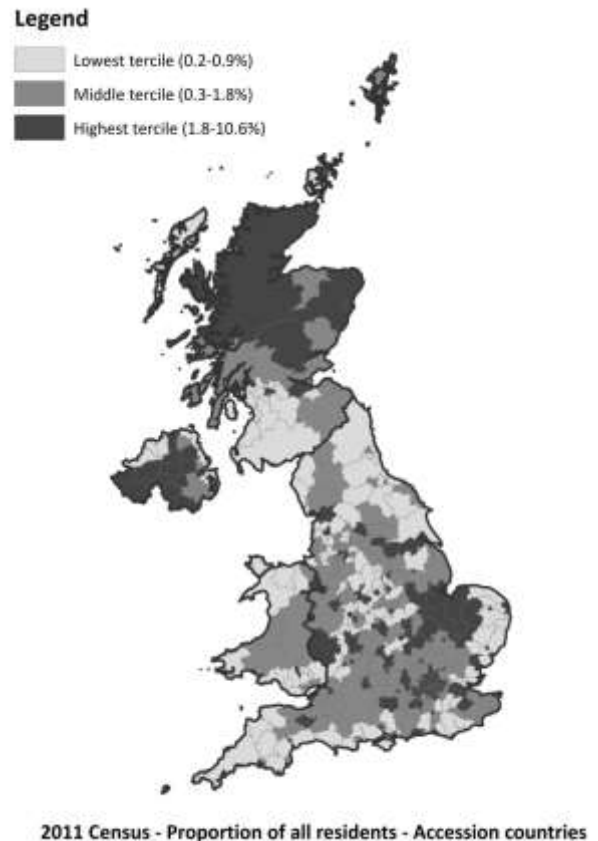 Legend
Lowest tercile (0.2-0.9%)
Middle tercile (0.3-1.8%)
Highest tercile (1.8-10.6%)
2011 Census - Proportion of all residents - Accession countries